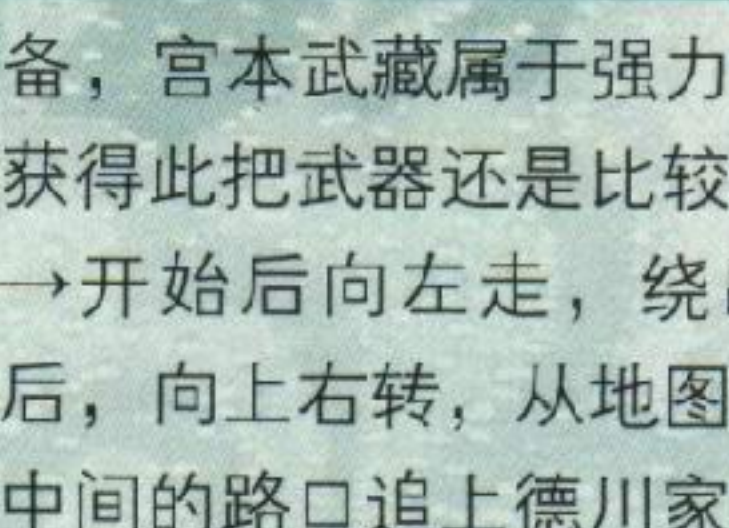 备，宫本武藏属于强力
获得此把武器还是比较
→开始后向左走，绕
后，向上右转，从地图
中间的路口追上德川家